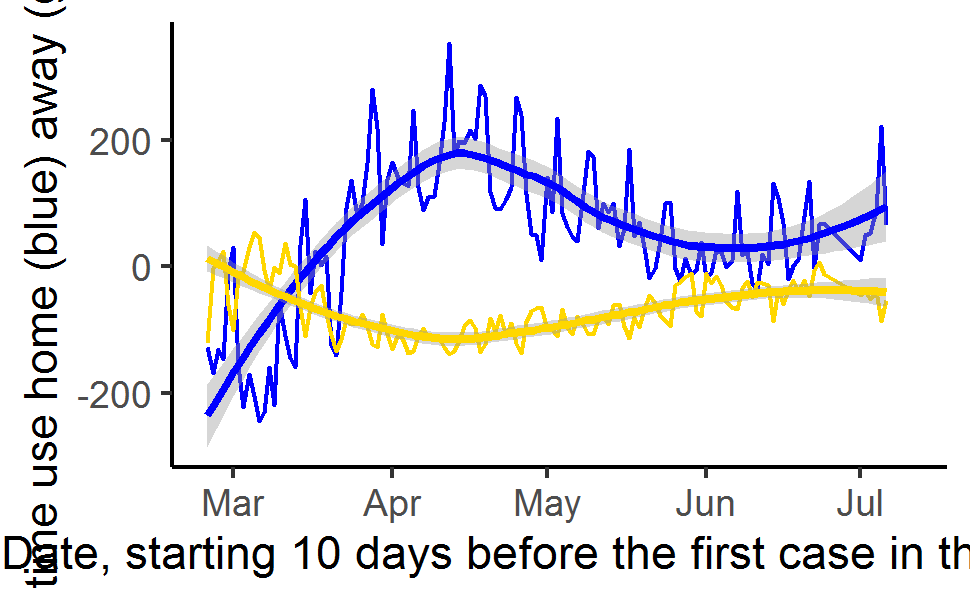 time use home (blue) away (
200
0
-200
Mar Apr May Jun Jul
Date, starting 10 days before the first case in th